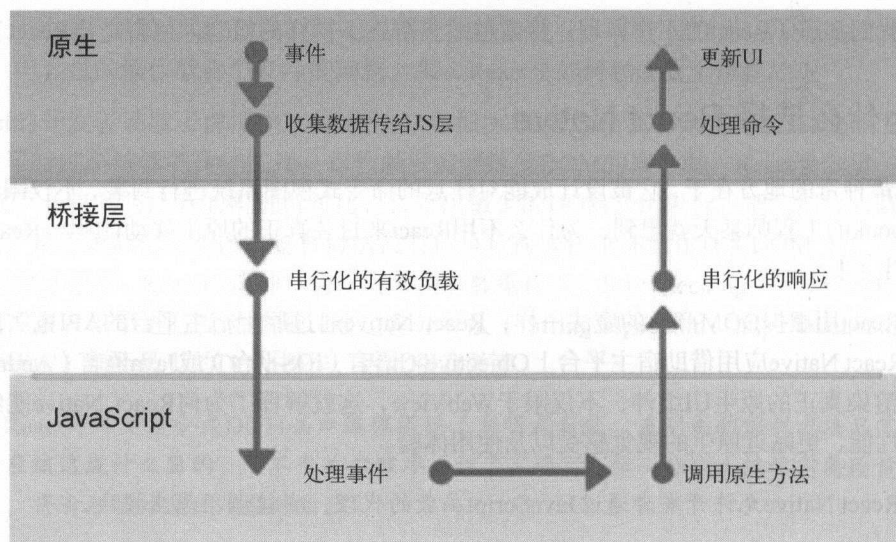 原生
事件
更新UI
收集数据传给JS层
处理命令
桥接层
串行化的有效负载
串行化的响应
JavaScript
处理事件
调用原生方法